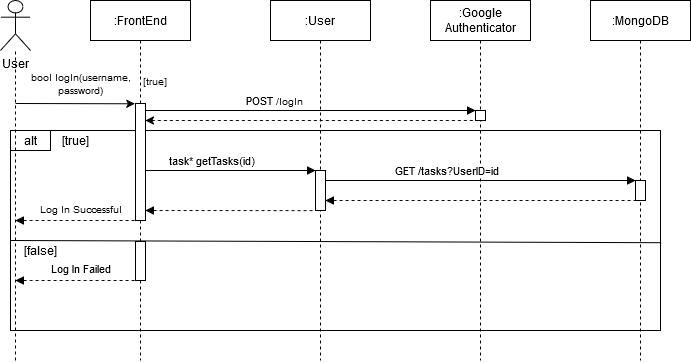 :FrontEnd
:User
:Google
Authenticator
:MongoDB
User
bool logIn(username,
password)
[true]
POST /logIn
alt
[true]
task* getTasks(id)
GET /tasks?UserID=id
Log In Successful
[false]
Log In Failed